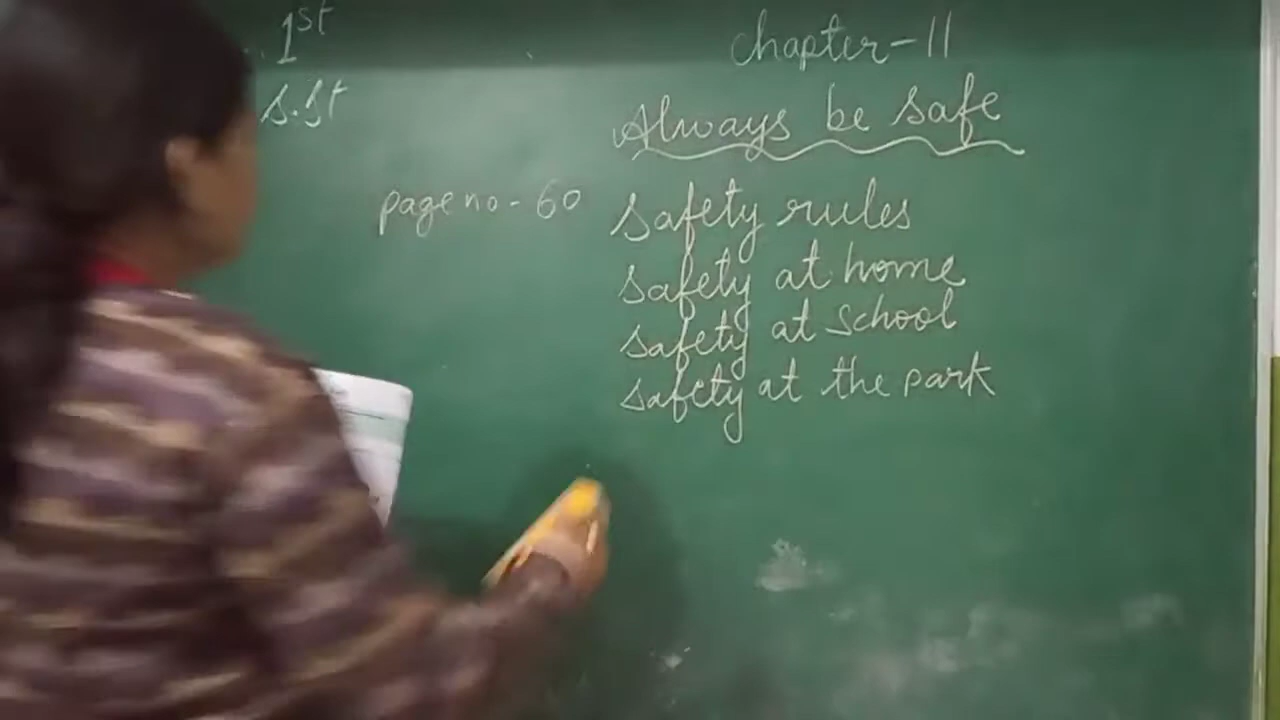 1st
S.St
Chapter-11
Always be safe
page no-60
Safety rules
Safety at home
Safety at School
Safety at the park